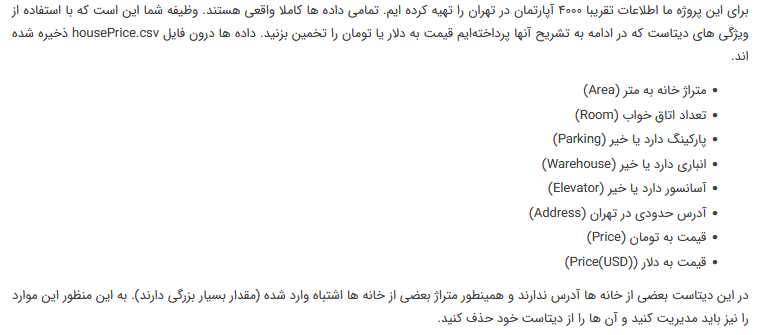 برای این پروژه ما اطلاعات تقریبا ۴۰۰۰ آپارتمان در تهران را تهیه کرده ایم. تمامی داده ها کاملا واقعی هستند. وظیفه شما این است که با استفاده از
ویژگی های دیتاست که در ادامه به تشریح آنها پرداخته‌ایم قیمت به دلار یا تومان را تخمین بزنید. داده ها درون فایل housePrice.csv ذخیره شده
اند.
• متراژ خانه به متر (Area)
• تعداد اتاق خواب (Room)
• پارکینگ دارد یا خیر (Parking)
• انباری دارد یا خیر (Warehouse)
• آسانسور دارد یا خیر (Elevator)
• آدرس حدودی در تهران (Address)
• قیمت به تومان (Price)
• قیمت به دلار (Price(USD))
در این دیتاست بعضی از خانه ها آدرس ندارند و همینطور متراژ بعضی از خانه ها اشتباه وارد شده (مقدار بسیار بزرگی دارند). به این منظور این موارد
را نیز باید مدیریت کنید و آن ها را از دیتاست خود حذف کنید.